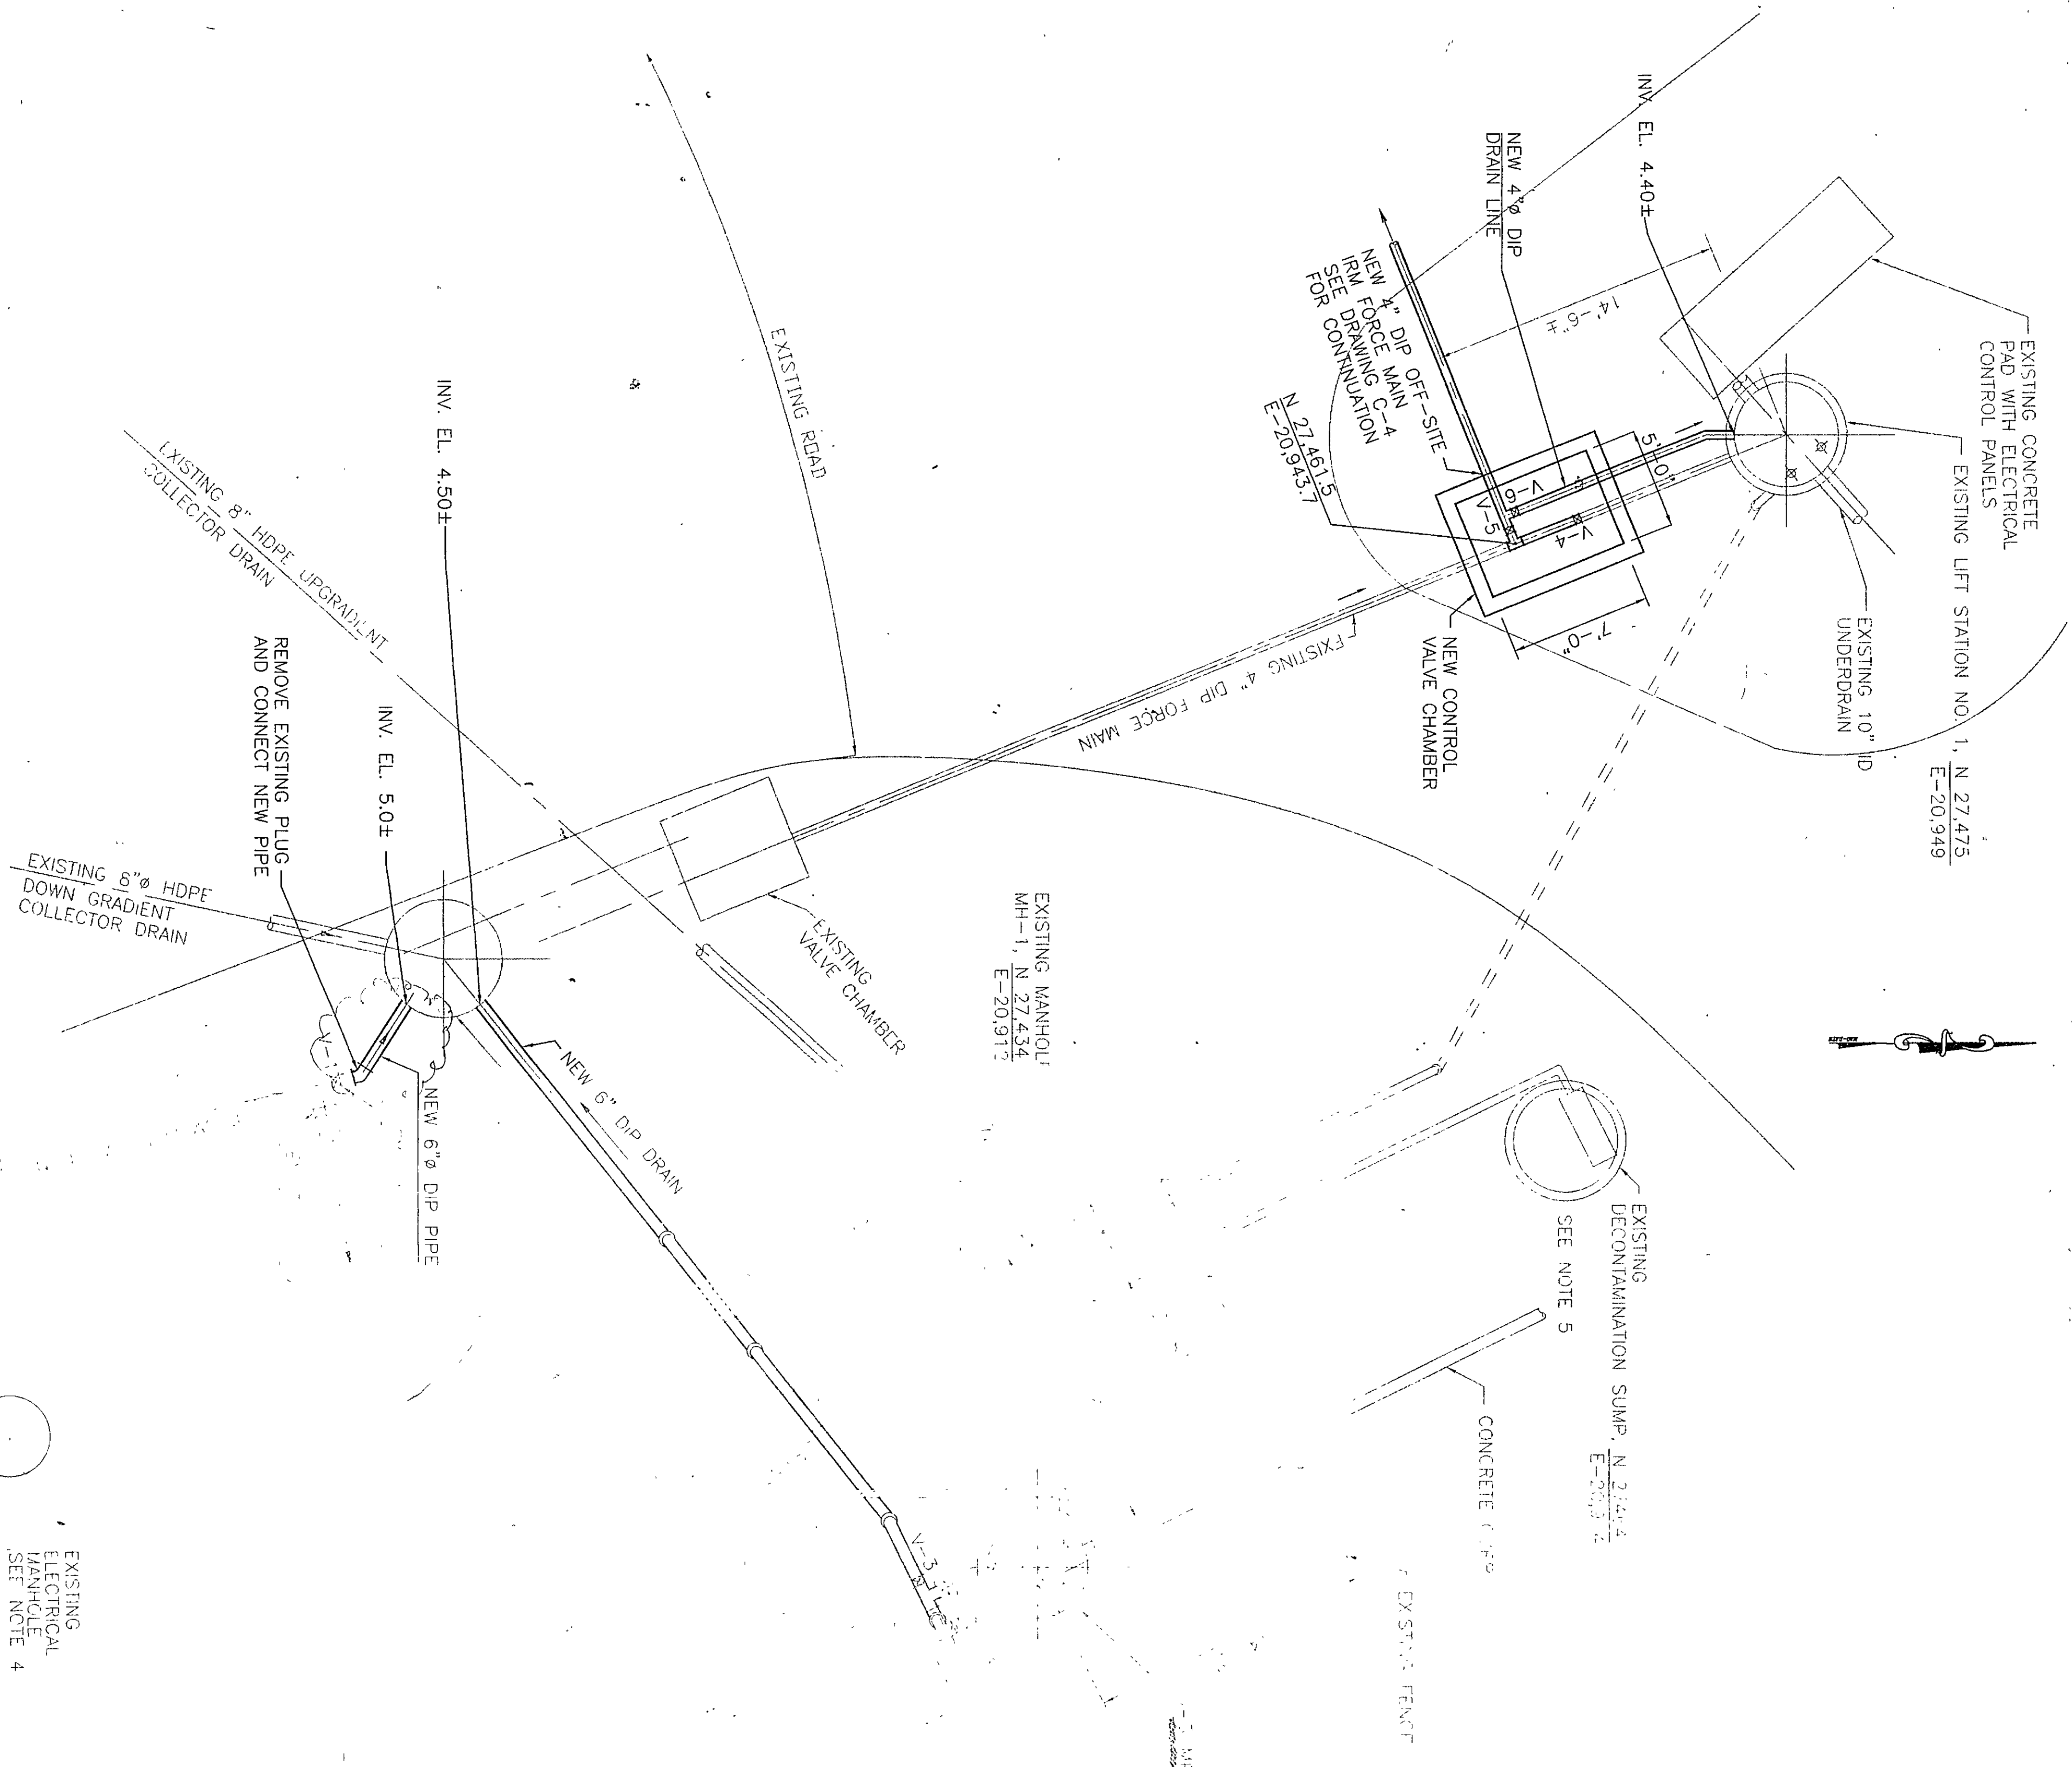 EXISTING CONCRETE
PAD WITH ELECTRICAL
CONTROL PANELS
EXISTING LIFT STATION NO. 1, N 27,475
E-20,949
EXISTING 10" ID
UNDERDRAIN
INV. EL. 4.40±
NEW 4"ø DIP
DRAIN LINE
14'-6"±
NEW 4" DIP OFF-SITE
IRM FORCE MAIN
SEE DRAWING C-4
FOR CONTINUATION
N 27,461.5
E-20,943.7
5'-0"
V-6
V-5
V-4
7'-0"
NEW CONTROL
VALVE CHAMBER
EXISTING 4" DIP FORCE MAIN
EXISTING ROAD
INV. EL. 4.50±
EXISTING 8" HDPE UPGRADIENT
COLLECTOR DRAIN
REMOVE EXISTING PLUG
AND CONNECT NEW PIPE
INV. EL. 5.0±
EXISTING 8"ø HDPE
DOWN GRADIENT
COLLECTOR DRAIN
EXISTING
VALVE CHAMBER
EXISTING MANHOLE
MH-1, N 27,434
NEW 6" DIP DRAIN
NEW 6"ø DIP PIPE
EXISTING
DECONTAMINATION SUMP,
SEE NOTE 5
CONCRETE
V-3
EXISTING FENCE
EXISTING
ELECTRICAL
MANHOLE
SEE NOTE 4